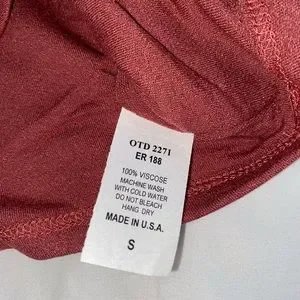 OTD 2271
ER 188
100% VISCOSE
MACHINE WASH
WITH COLD WATER
DO NOT BLEACH
HANG DRY
MADE IN U.S.A.
S